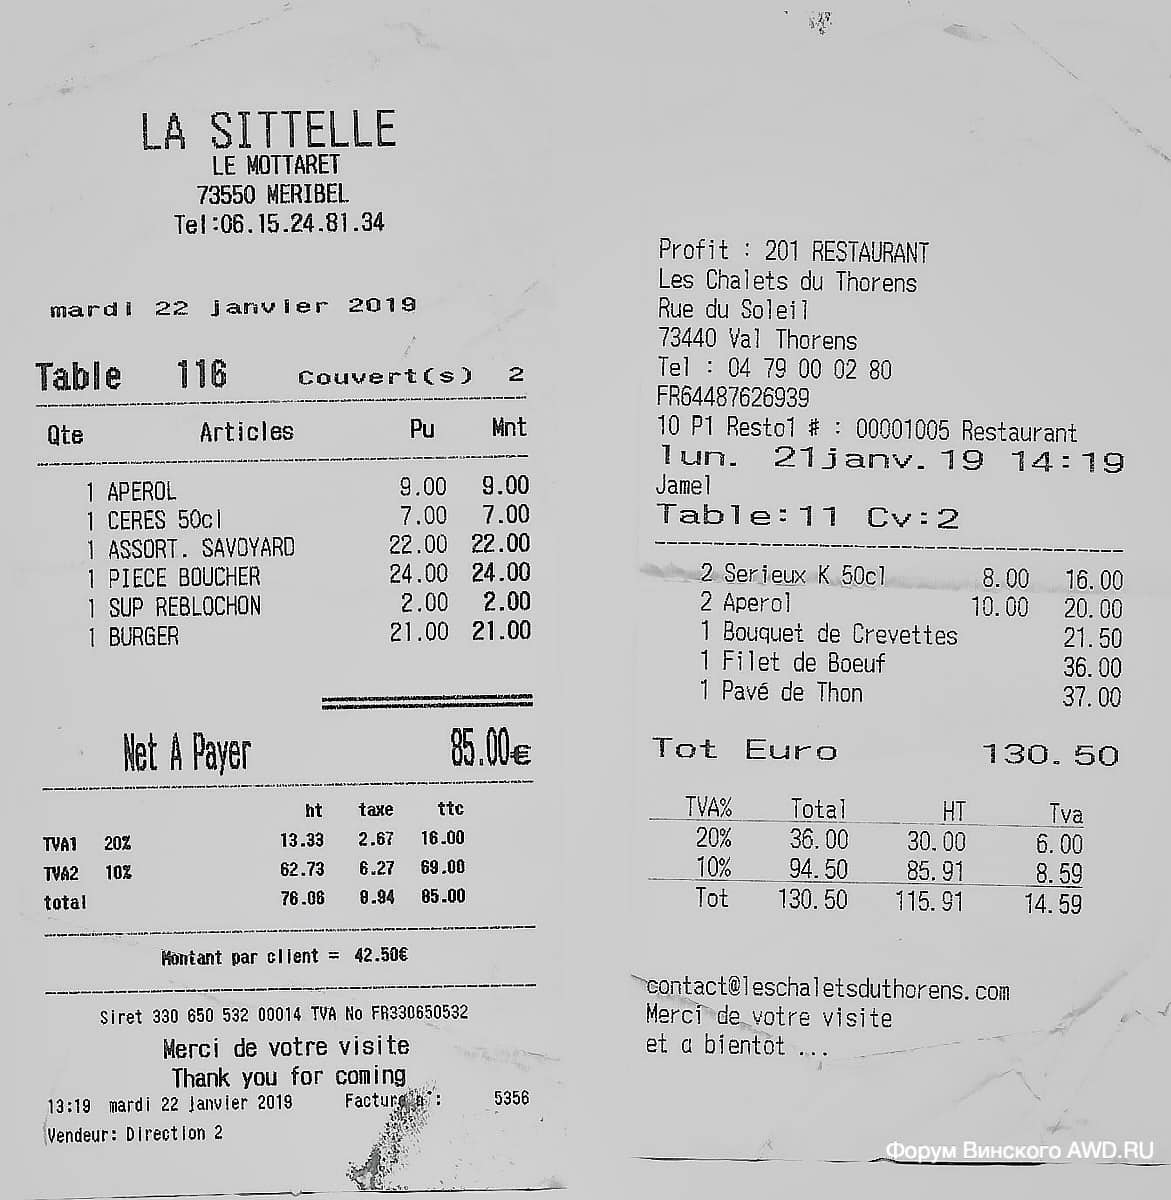 LA SITTELLE
LE MOTTARET
73550 MERIBEL
Tel:06.15.24.81.34
mardi 22 janvier 2019
Table 116 Couvert(s) 2
Qte Articles Pu Mnt
1 APEROL 9.00 9.00
1 CERES 50cl 7.00 7.00
1 ASSORT. SAVOYARD 22.00 22.00
1 PIECE BOUCHER 24.00 24.00
1 SUP REBLOCHON 2.00 2.00
1 BURGER 21.00 21.00
Net A Payer 85.00€
ht taxe ttc
TVA1 20% 13.33 2.67 16.00
TVA2 10% 62.73 6.27 69.00
total 76.06 8.94 85.00
Montant par client = 42.50€
Siret 330 650 532 00014 TVA No FR330650532
Merci de votre visite
Thank you for coming
13:19 mardi 22 janvier 2019 Facture n°: 5356
Vendeur: Direction 2
Profit : 201 RESTAURANT
Les Chalets du Thorens
Rue du Soleil
73440 Val Thorens
Tel : 04 79 00 02 80
FR64487626939
10 P1 Resto1 # : 00001005 Restaurant
lun. 21janv.19 14:19
Jamel
Table:11 Cv:2
2 Serieux K 50cl 8.00 16.00
2 Aperol 10.00 20.00
1 Bouquet de Crevettes 21.50
1 Filet de Boeuf 36.00
1 Pavé de Thon 37.00
Tot Euro 130.50
TVA% Total HT Tva
20% 36.00 30.00 6.00
10% 94.50 85.91 8.59
Tot 130.50 115.91 14.59
contact@leschaletsduthorens.com
Merci de votre visite
et a bientot ...
Форум Винского AWD.RU